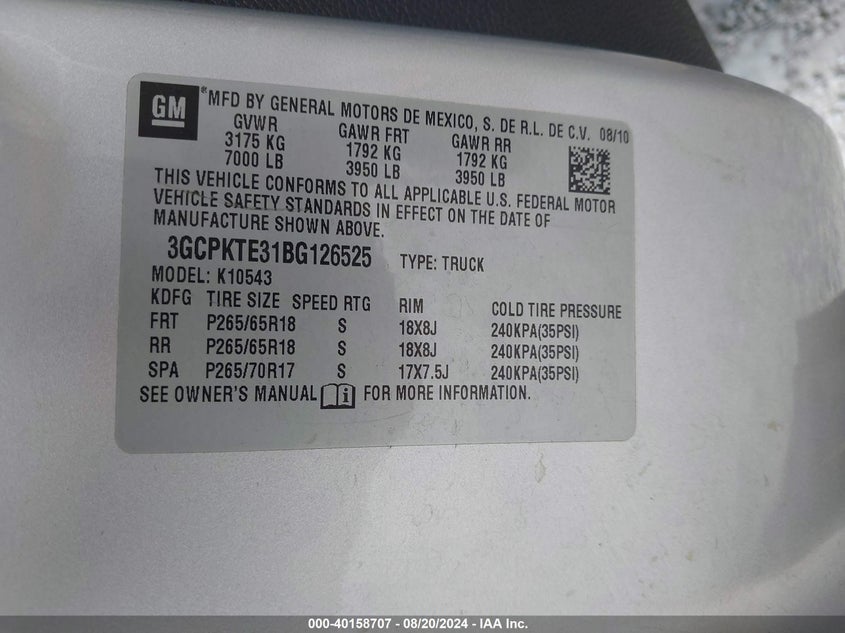 GM *MFD BY GENERAL MOTORS DE MEXICO, S. DE R.L. DE C.V. 08/10
GVWR GAWR FRT GAWR RR
3175 KG 1792 KG 1792 KG
7000 LB 3950 LB 3950 LB
THIS VEHICLE CONFORMS TO ALL APPLICABLE U.S. FEDERAL MOTOR
VEHICLE SAFETY STANDARDS IN EFFECT ON THE DATE OF
MANUFACTURE SHOWN ABOVE.
3GCPKTE31BG126525 TYPE: TRUCK
MODEL: K10543
KDFG TIRE SIZE SPEED RTG RIM COLD TIRE PRESSURE
FRT P265/65R18 S 18X8J 240KPA(35PSI)
RR P265/65R18 S 18X8J 240KPA(35PSI)
SPA P265/70R17 S 17X7.5J 240KPA(35PSI)
SEE OWNER'S MANUAL i FOR MORE INFORMATION.
000-40158707 - 08/20/2024 - IAA Inc.